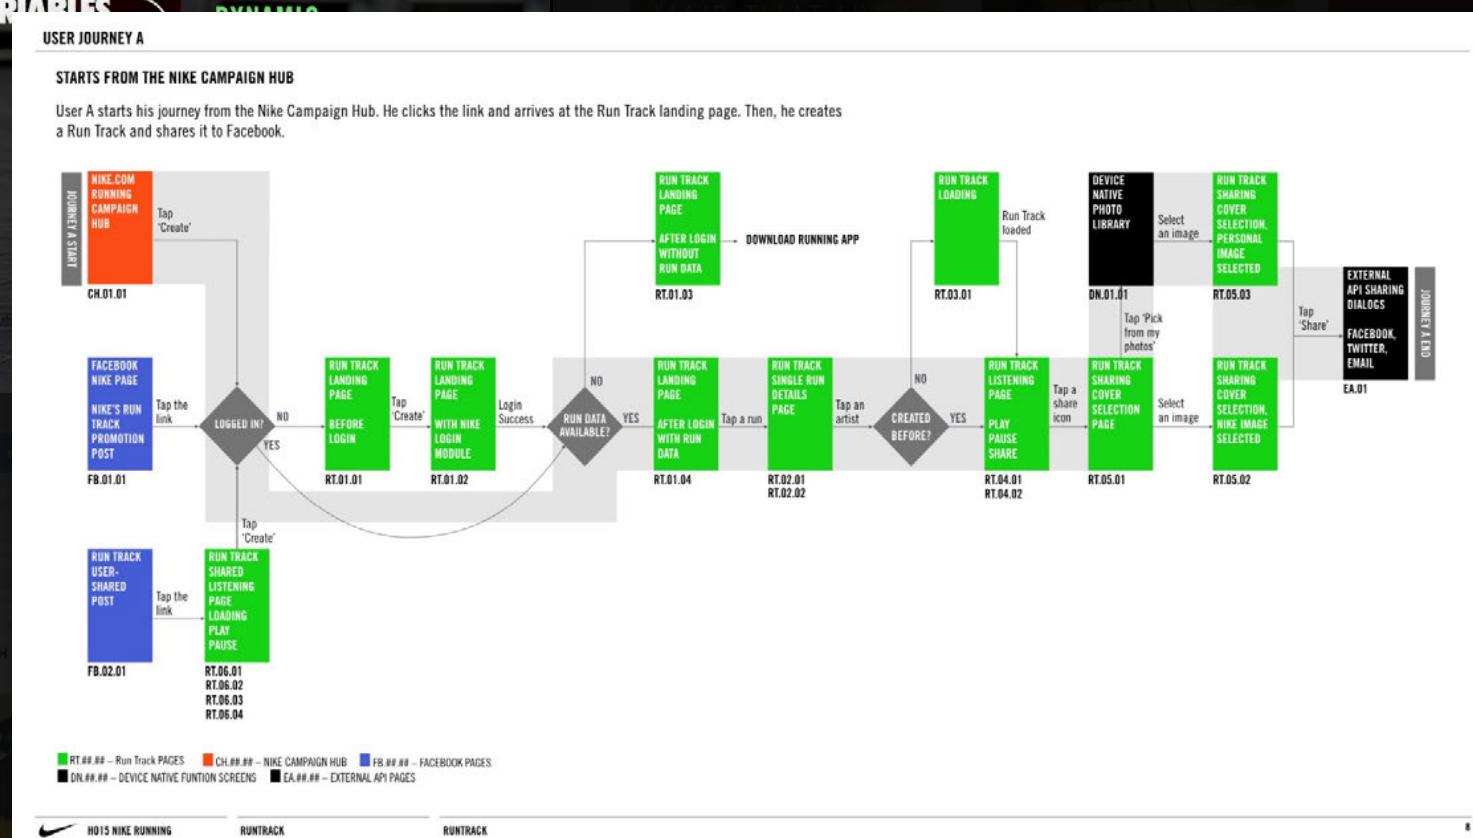 USER JOURNEY A
STARTS FROM THE NIKE CAMPAIGN HUB
User A starts his journey from the Nike Campaign Hub. He clicks the link and arrives at the Run Track landing page. Then, he creates
a Run Track and shares it to Facebook.
JOURNEY A START
NIKE.COM
RUNNING
CAMPAIGN
HUB
CH.01.01
Tap
'Create'
RUN TRACK
LANDING
PAGE
AFTER LOGIN
WITHOUT
RUN DATA
RT.01.03
DOWNLOAD RUNNING APP
RUN TRACK
LOADING
RT.03.01
Run Track
loaded
DEVICE
NATIVE
PHOTO
LIBRARY
DN.01.01
Select
an image
RUN TRACK
SHARING
COVER
SELECTION,
PERSONAL
IMAGE
SELECTED
RT.05.03
Tap
'Share'
EXTERNAL
API SHARING
DIALOGS
FACEBOOK,
TWITTER,
EMAIL
EA.01
JOURNEY A END
Tap 'Pick
from my
photos'
FACEBOOK
NIKE PAGE
NIKE'S RUN
TRACK
PROMOTION
POST
FB.01.01
Tap the
link
LOGGED IN?
NO
YES
RUN TRACK
LANDING
PAGE
BEFORE
LOGIN
RT.01.01
Tap
'Create'
RUN TRACK
LANDING
PAGE
WITH NIKE
LOGIN
MODULE
RT.01.02
Login
Success
NO
RUN DATA
AVAILABLE?
YES
RUN TRACK
LANDING
PAGE
AFTER LOGIN
WITH RUN
DATA
RT.01.04
Tap a run
RUN TRACK
SINGLE RUN
DETAILS
PAGE
RT.02.01
RT.02.02
Tap an
artist
NO
CREATED
BEFORE?
YES
RUN TRACK
LISTENING
PAGE
PLAY
PAUSE
SHARE
RT.04.01
RT.04.02
Tap a
share
icon
RUN TRACK
SHARING
COVER
SELECTION
PAGE
RT.05.01
Select
an image
RUN TRACK
SHARING
COVER
SELECTION,
NIKE IMAGE
SELECTED
RT.05.02
Tap
'Create'
RUN TRACK
USER-
SHARED
POST
FB.02.01
Tap the
link
RUN TRACK
SHARED
LISTENING
PAGE
LOADING
PLAY
PAUSE
RT.06.01
RT.06.02
RT.06.03
RT.06.04
RT.##.## – Run Track PAGES CH.##.## – NIKE CAMPAIGN HUB FB.##.## – FACEBOOK PAGES
DN.##.## – DEVICE NATIVE FUNTION SCREENS EA.##.## – EXTERNAL API PAGES
HO15 NIKE RUNNING RUNTRACK RUNTRACK 8